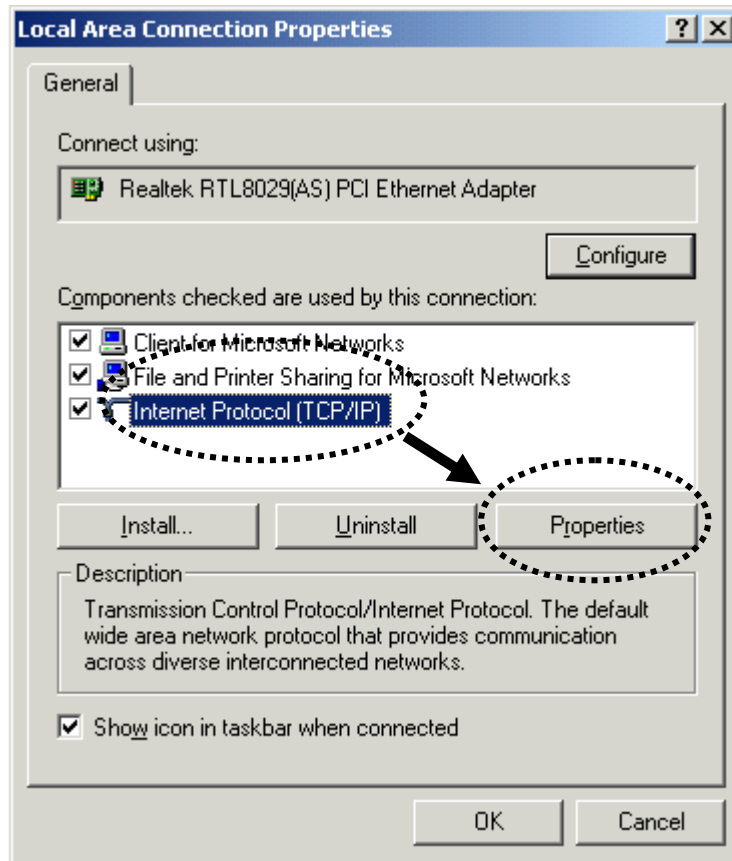 Local Area Connection Properties
General
Connect using:
Realtek RTL8029(AS) PCI Ethernet Adapter
Configure
Components checked are used by this connection:
Client for Microsoft Networks
File and Printer Sharing for Microsoft Networks
Internet Protocol (TCP/IP)
Install... Uninstall Properties
Description
Transmission Control Protocol/Internet Protocol. The default
wide area network protocol that provides communication
across diverse interconnected networks.
Show icon in taskbar when connected
OK Cancel